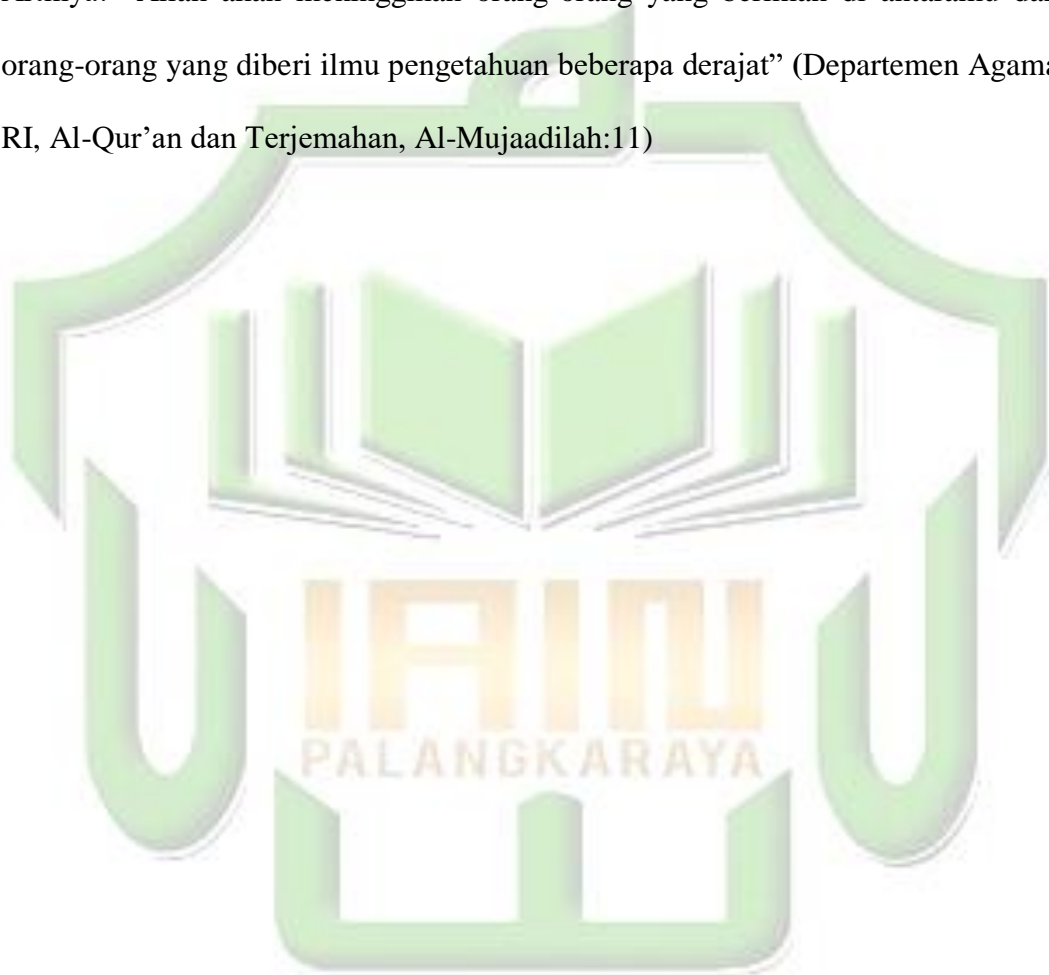 orang-orang yang diberi ilmu pengetahuan beberapa derajat” (Departemen Agama
RI, Al-Qur’an dan Terjemahan, Al-Mujaadilah:11)
IAIN
PALANGKARAYA